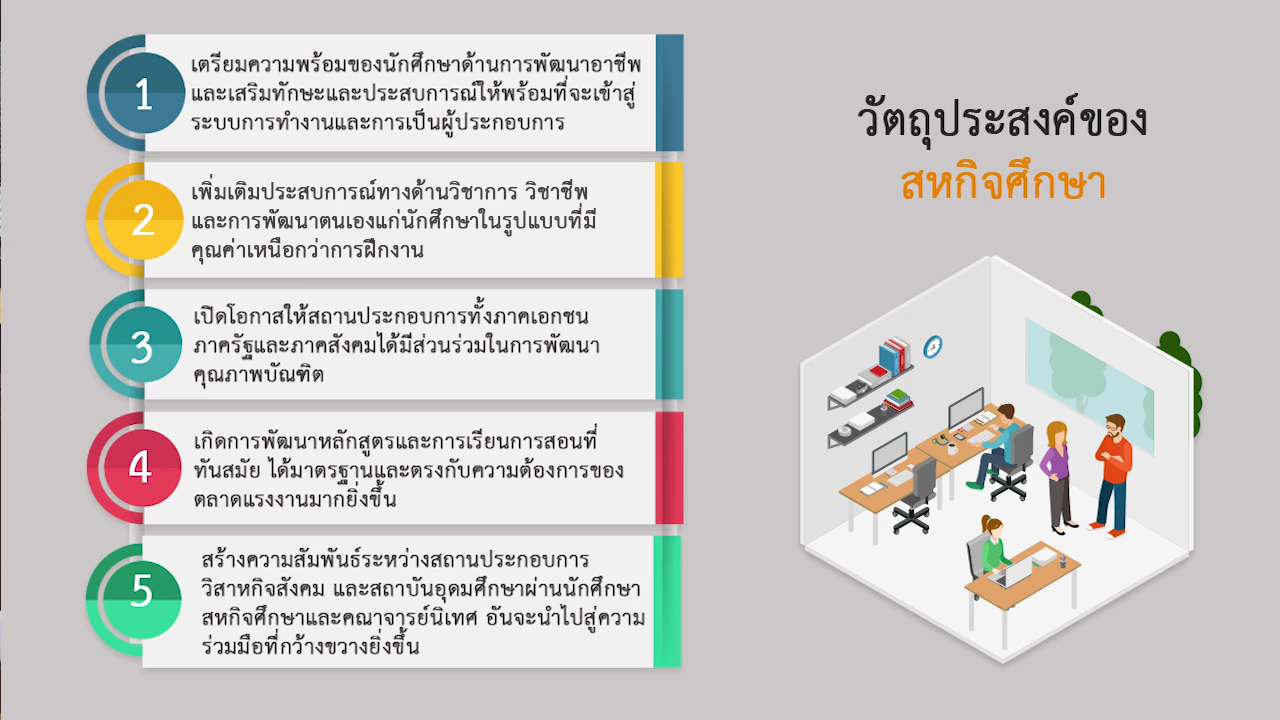 วัตถุประสงค์ของ
สหกิจศึกษา
1
เตรียมความพร้อมของนักศึกษาด้านการพัฒนาอาชีพ
และเสริมทักษะและประสบการณ์ให้พร้อมที่จะเข้าสู่
ระบบการทำงานและการเป็นผู้ประกอบการ
2
เพิ่มเติมประสบการณ์ทางด้านวิชาการ วิชาชีพ
และการพัฒนาตนเองแก่นักศึกษาในรูปแบบที่มี
คุณค่าเหนือกว่าการฝึกงาน
3
เปิดโอกาสให้สถานประกอบการทั้งภาคเอกชน
ภาครัฐและภาคสังคมได้มีส่วนร่วมในการพัฒนา
คุณภาพบัณฑิต
4
เกิดการพัฒนาหลักสูตรและการเรียนการสอนที่
ทันสมัย ได้มาตรฐานและตรงกับความต้องการของ
ตลาดแรงงานมากยิ่งขึ้น
5
สร้างความสัมพันธ์ระหว่างสถานประกอบการ
วิสาหกิจสังคม และสถาบันอุดมศึกษาผ่านนักศึกษา
สหกิจศึกษาและคณาจารย์นิเทศ อันจะนำไปสู่ความ
ร่วมมือที่กว้างขวางยิ่งขึ้น